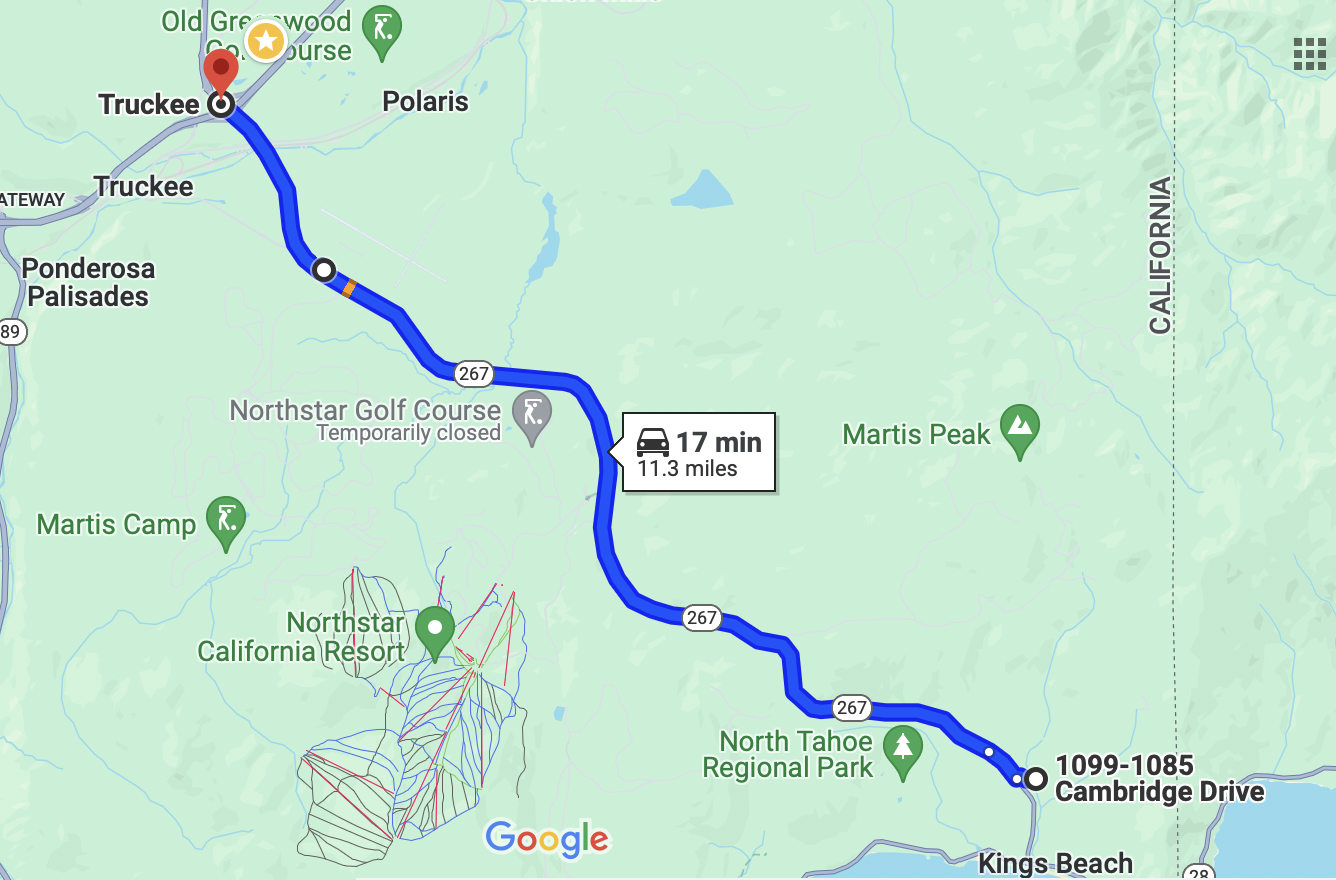 Old Greenwood
Golf Course
Truckee
Polaris
Truckee
ATEWAY
CALIFORNIA
Ponderosa
Palisades
89
267
Northstar Golf Course
Temporarily closed
17 min
11.3 miles
Martis Peak
Martis Camp
267
Northstar
California Resort
267
North Tahoe
Regional Park
1099-1085
Cambridge Drive
Google
Kings Beach
28